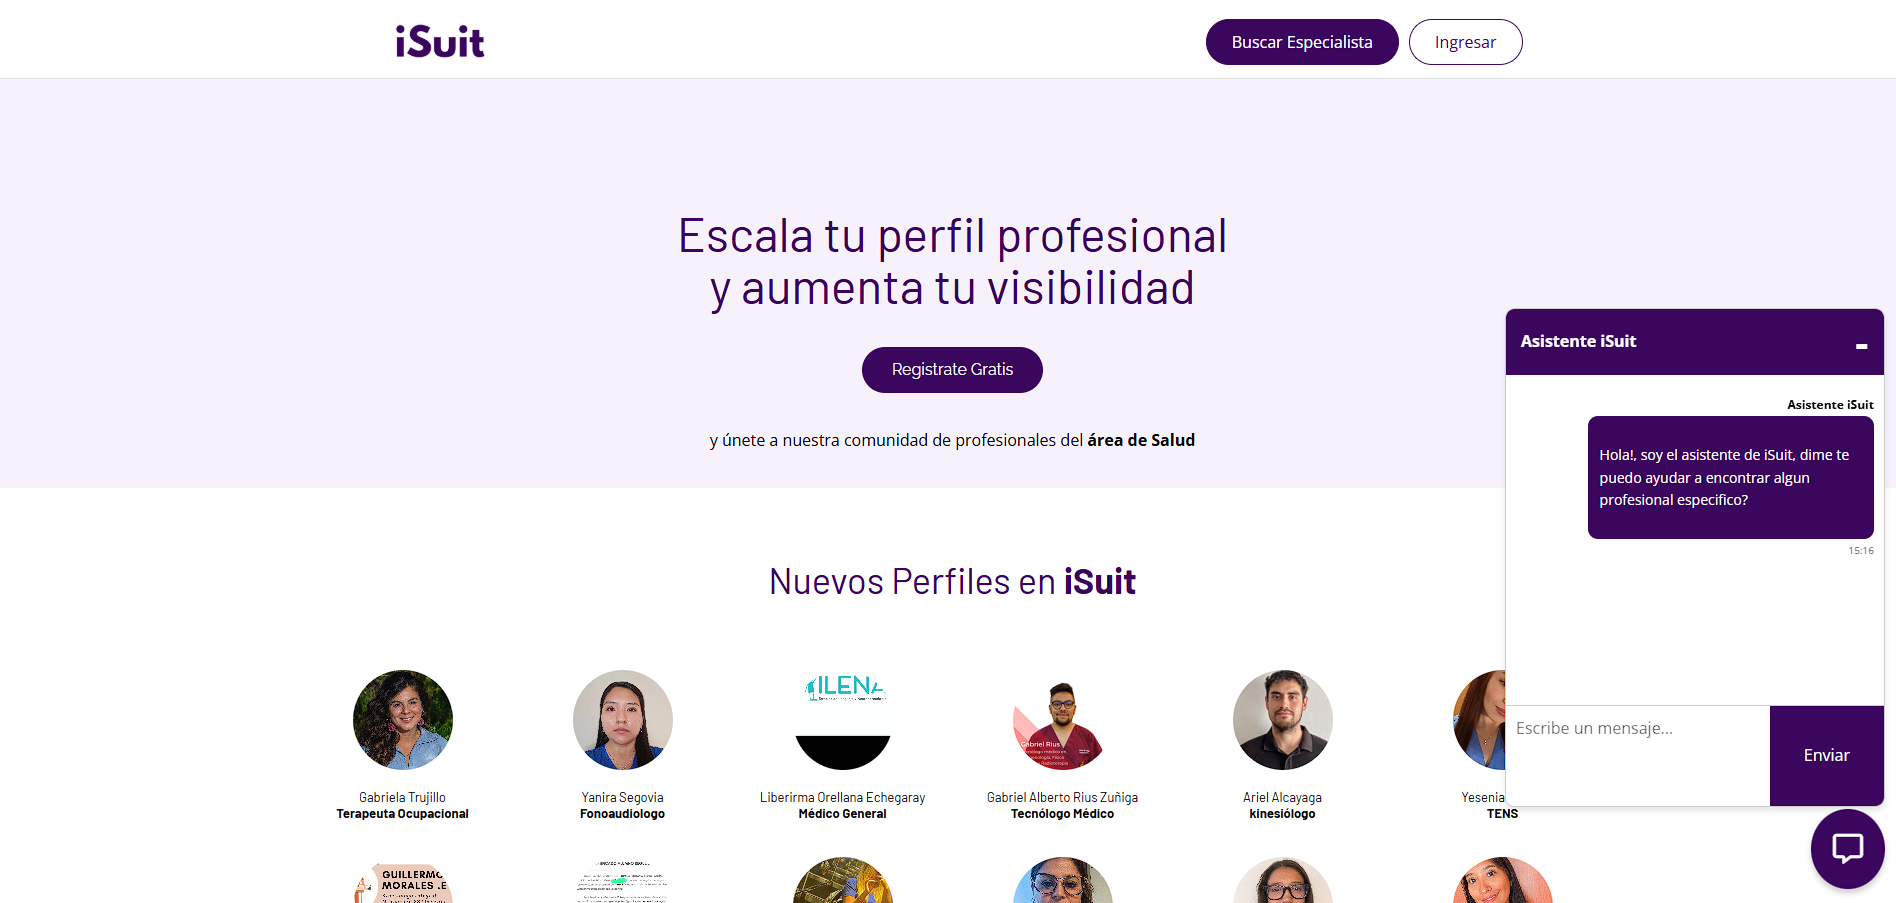 iSuit
Buscar Especialista
Ingresar
Escala tu perfil profesional
y aumenta tu visibilidad
Registrate Gratis
y únete a nuestra comunidad de profesionales del área de Salud
Nuevos Perfiles en iSuit
ILENA
Gabriel Rius
Gabriela Trujillo
Terapeuta Ocupacional
Yanira Segovia
Fonoaudiologo
Liberirma Orellana Echegaray
Médico General
Gabriel Alberto Rius Zuñiga
Tecnólogo Médico
Ariel Alcayaga
kinesiólogo
Yesenia
TENS
GUILLERMO
MORALES .E
Asistente iSuit
Asistente iSuit
Hola!, soy el asistente de iSuit, dime te
puedo ayudar a encontrar algun
profesional especifico?
15:16
Escribe un mensaje...
Enviar